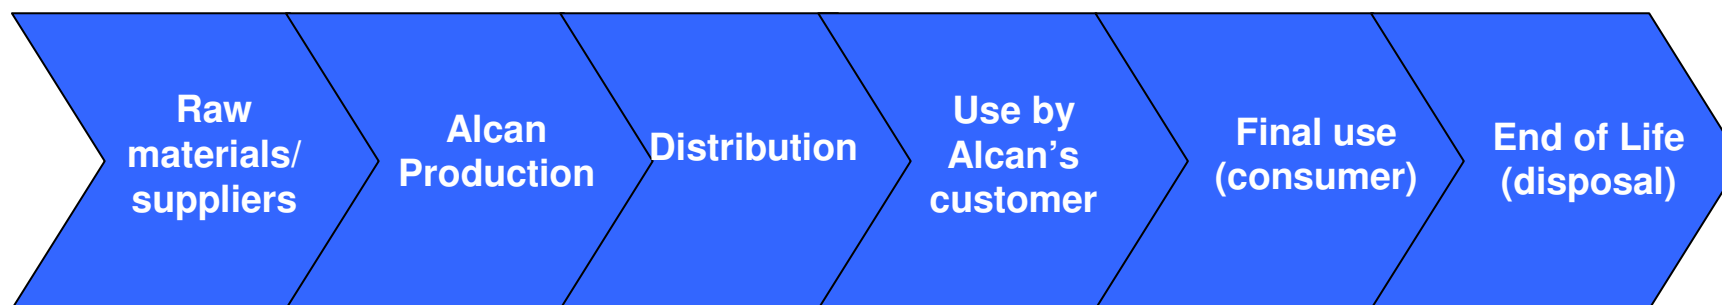 Raw
materials/
suppliers
Alcan
Production
Distribution
Use by
Alcan’s
customer
Final use
(consumer)
End of Life
(disposal)